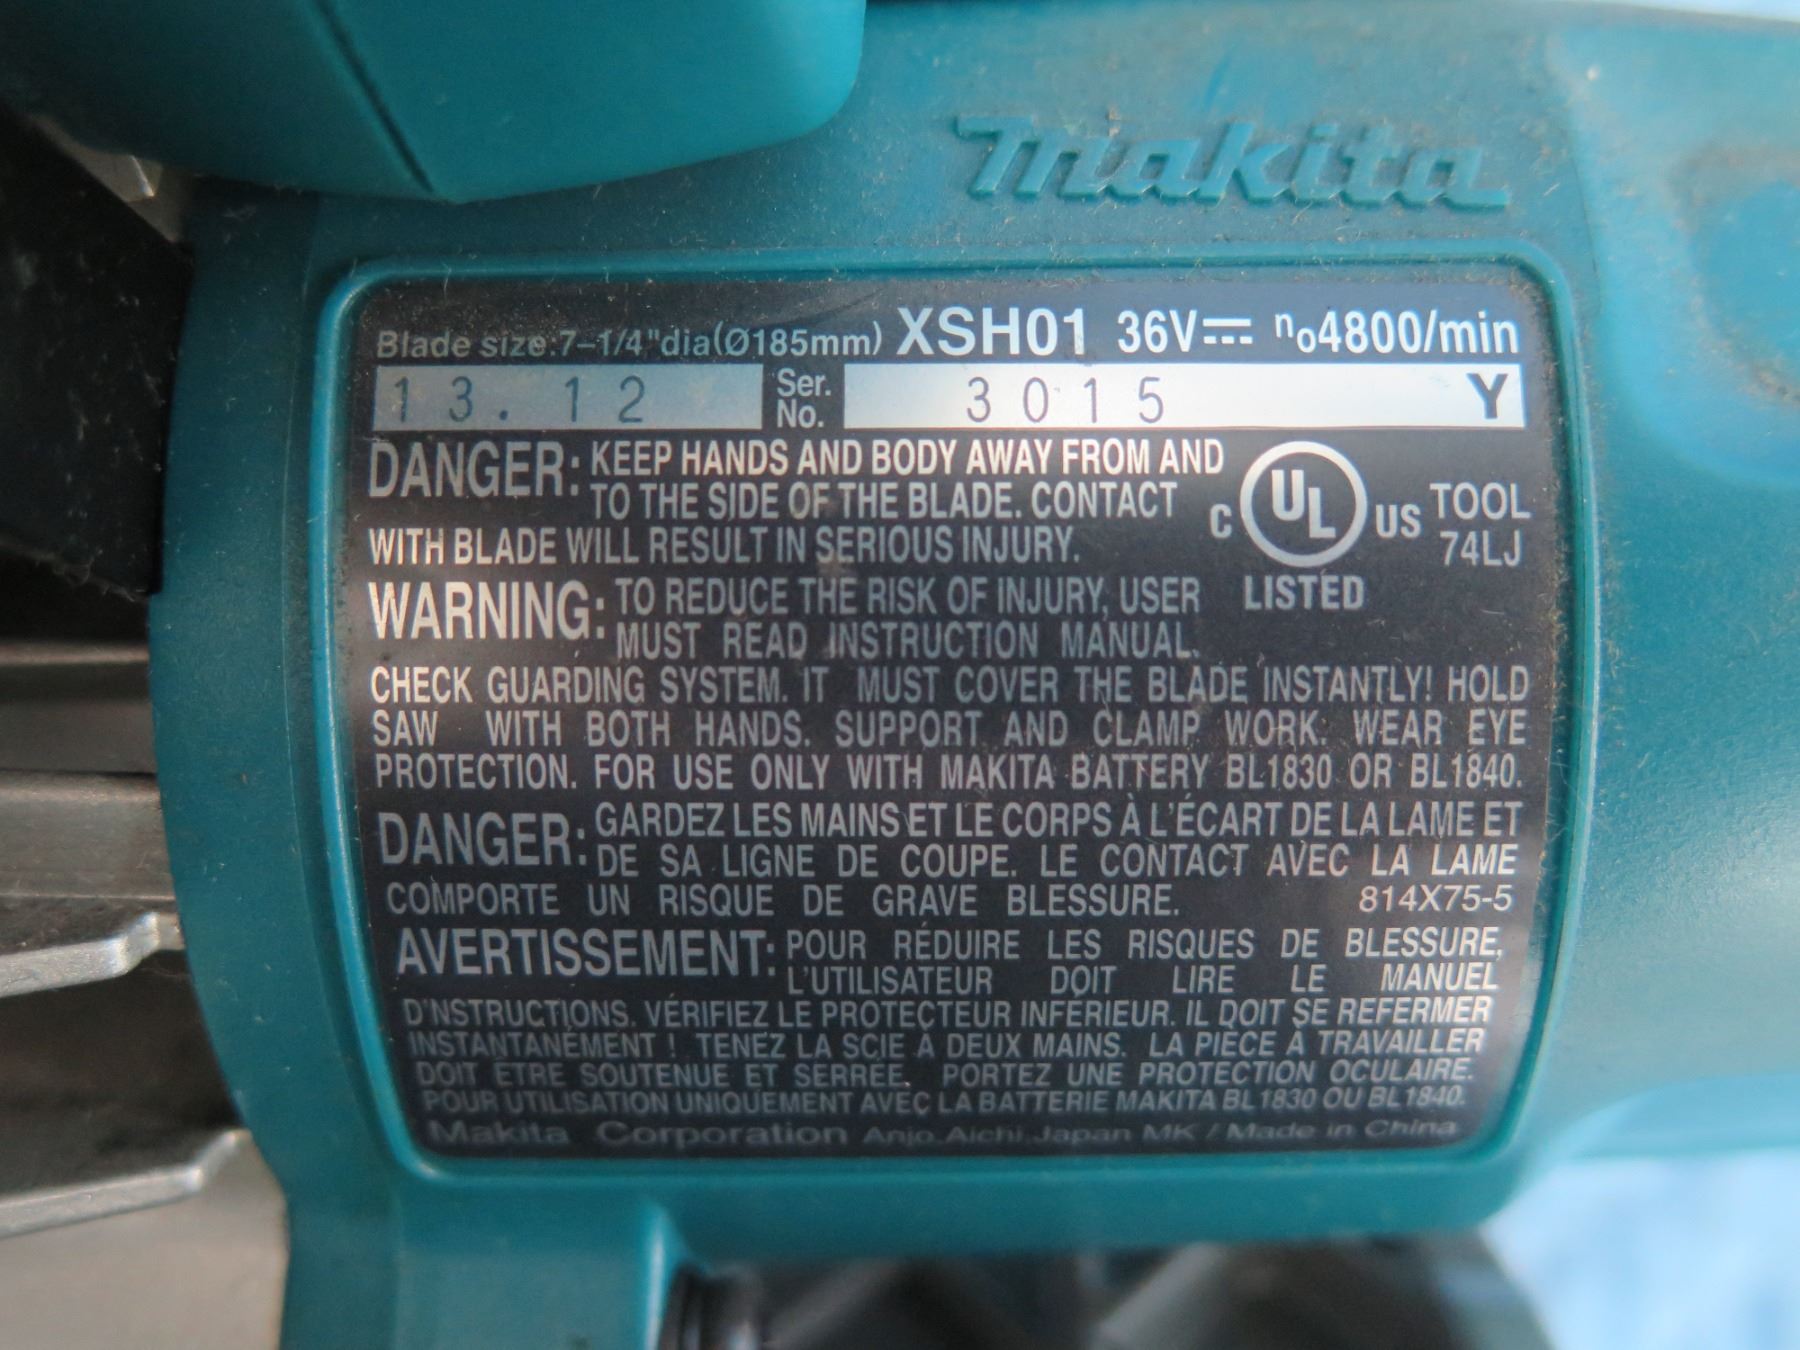 Makita
Blade size:7-1/4"dia(Ø185mm) XSH01 36V⎓ n₀4800/min
13. 12 Ser. No. 3015 Y
DANGER: KEEP HANDS AND BODY AWAY FROM AND
TO THE SIDE OF THE BLADE. CONTACT
WITH BLADE WILL RESULT IN SERIOUS INJURY.
C UL US TOOL
74LJ
LISTED
WARNING: TO REDUCE THE RISK OF INJURY, USER
MUST READ INSTRUCTION MANUAL.
CHECK GUARDING SYSTEM. IT MUST COVER THE BLADE INSTANTLY! HOLD
SAW WITH BOTH HANDS. SUPPORT AND CLAMP WORK. WEAR EYE
PROTECTION. FOR USE ONLY WITH MAKITA BATTERY BL1830 OR BL1840.
DANGER: GARDEZ LES MAINS ET LE CORPS À L'ÉCART DE LA LAME ET
DE SA LIGNE DE COUPE. LE CONTACT AVEC LA LAME
COMPORTE UN RISQUE DE GRAVE BLESSURE. 814X75-5
AVERTISSEMENT: POUR RÉDUIRE LES RISQUES DE BLESSURE,
L'UTILISATEUR DOIT LIRE LE MANUEL
D'NSTRUCTIONS. VÉRIFIEZ LE PROTECTEUR INFÉRIEUR. IL DOIT SE REFERMER
INSTANTANÉMENT ! TENEZ LA SCIE À DEUX MAINS. LA PIÈCE À TRAVAILLER
DOIT ÊTRE SOUTENUE ET SERRÉE. PORTEZ UNE PROTECTION OCULAIRE.
POUR UTILISATION UNIQUEMENT AVEC LA BATTERIE MAKITA BL1830 OU BL1840.
Makita Corporation Anjo.Aichi.Japan MK / Made in China